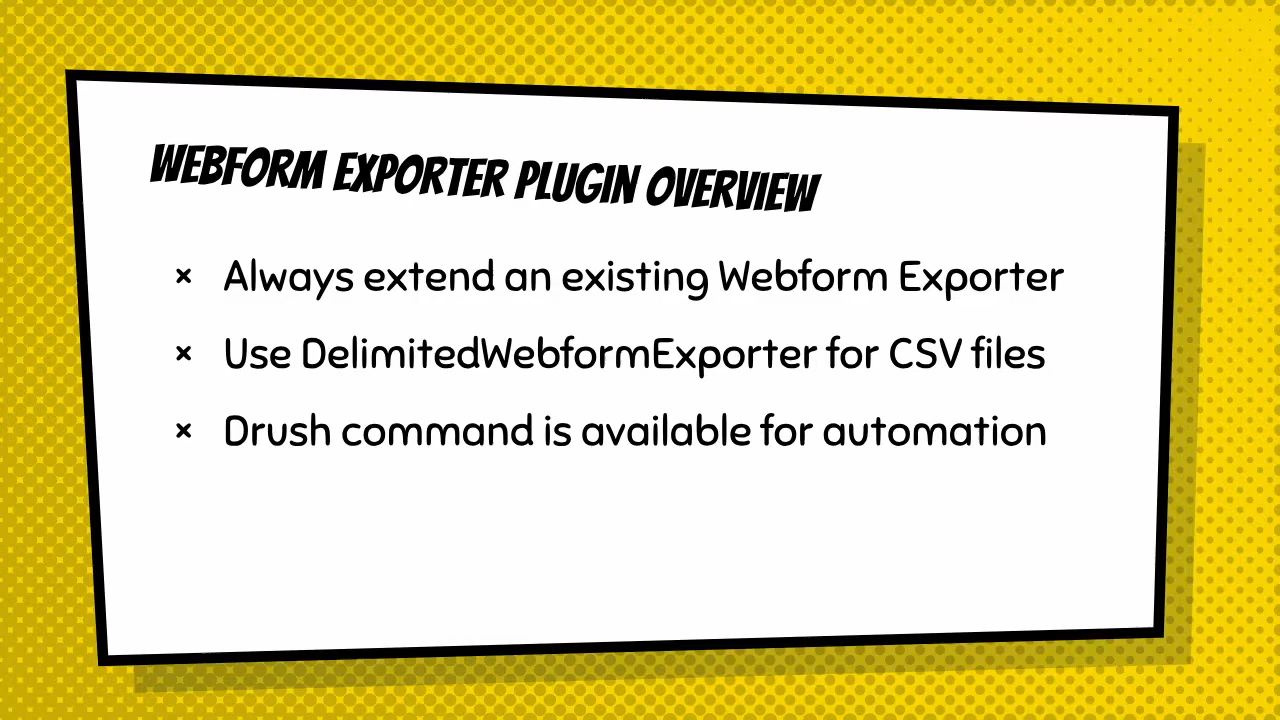 WEBFORM EXPORTER PLUGIN OVERVIEW
× Always extend an existing Webform Exporter
× Use DelimitedWebformExporter for CSV files
× Drush command is available for automation